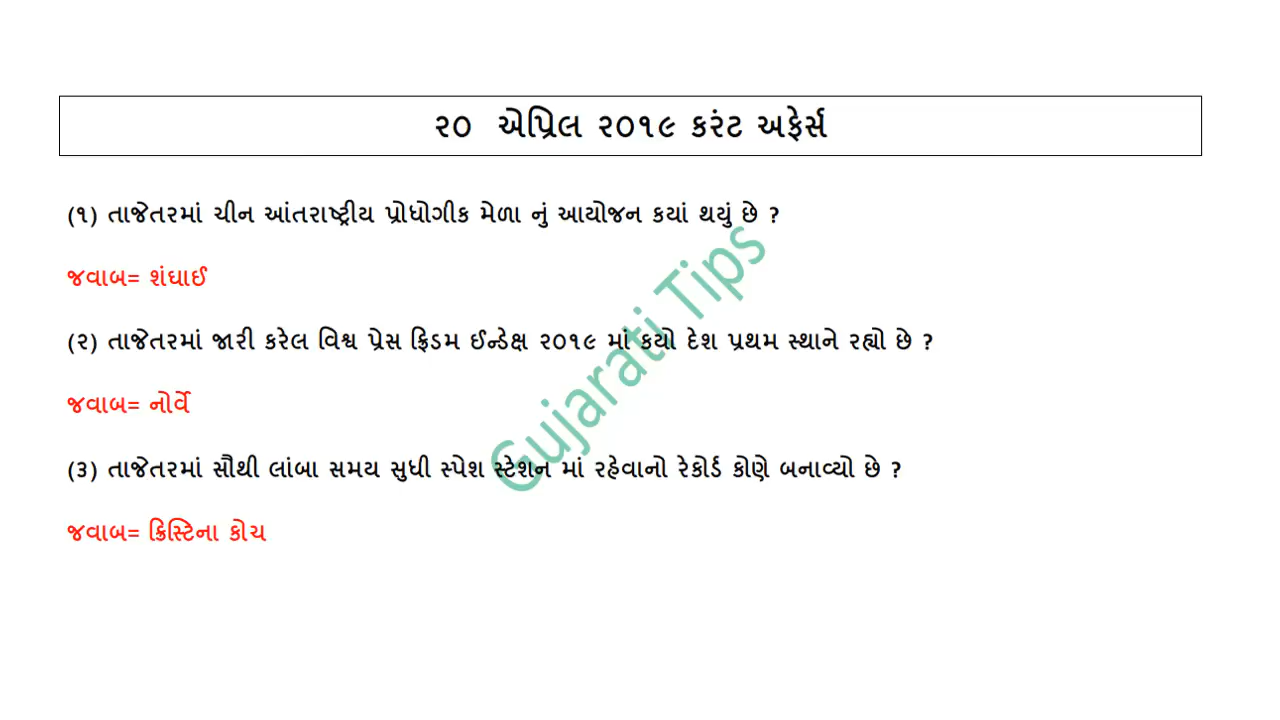 ૨૦ એપ્રિલ ૨૦૧૯ કરંટ અફેર્સ
(૧) તાજેતરમાં ચીન આંતરાષ્ટ્રીય પ્રોધોગીક મેળા નું આયોજન કયાં થયું છે ?
જવાબ= શંઘાઈ
(૨) તાજેતરમાં જારી કરેલ વિશ્વ પ્રેસ ફ્રિડમ ઈન્ડેક્ષ ૨૦૧૯ માં કયો દેશ પ્રથમ સ્થાને રહ્યો છે ?
જવાબ= નોર્વે
(૩) તાજેતરમાં સૌથી લાંબા સમય સુધી સ્પેશ સ્ટેશન માં રહેવાનો રેકોર્ડ કોણે બનાવ્યો છે ?
જવાબ= ક્રિસ્ટિના કોચ
Gujarati Tips